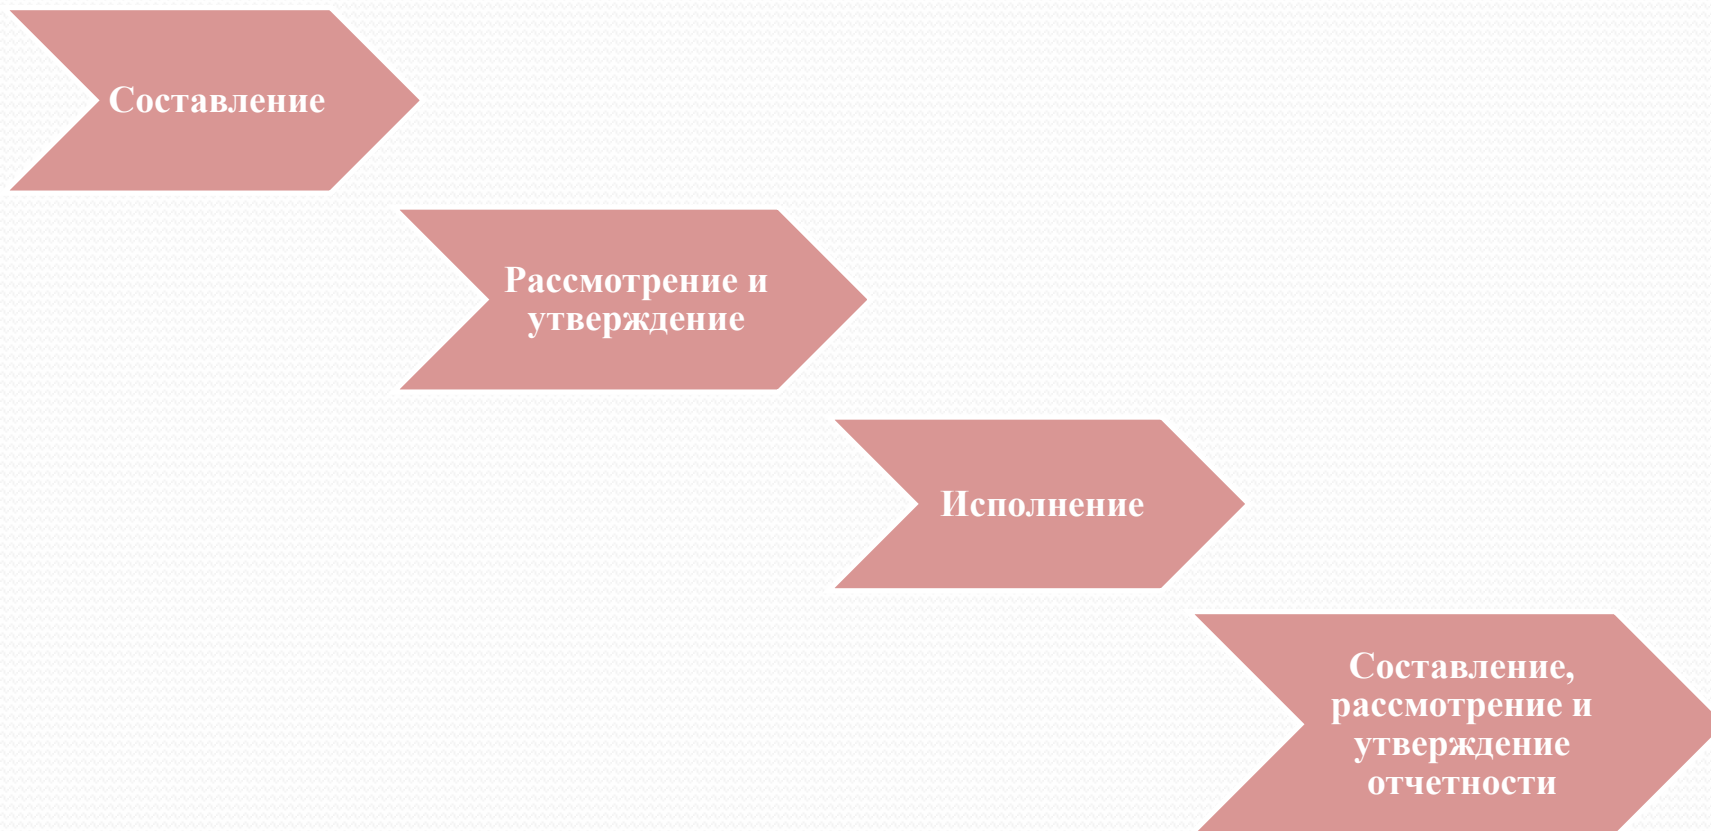 Составление
Рассмотрение и
утверждение
Исполнение
Составление,
рассмотрение и
утверждение
отчетности